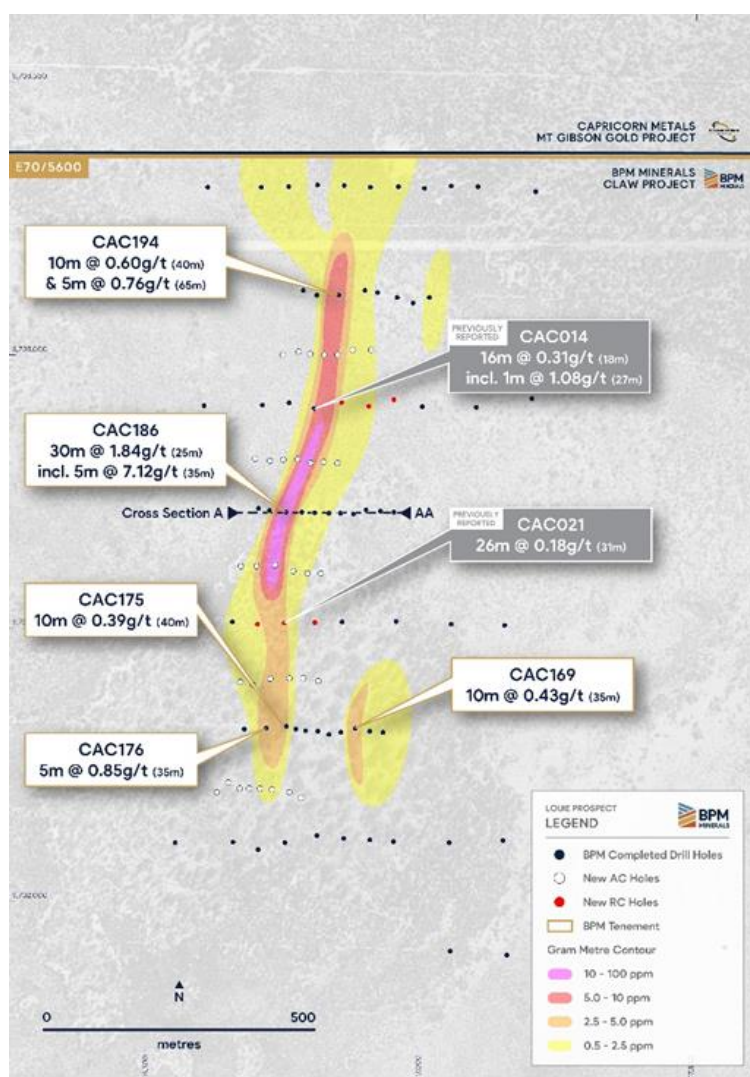 CAPRICORN METALS
MT GIBSON GOLD PROJECT
E70/5600
BPM MINERALS
CLAW PROJECT
BPM
MINERALS
CAC194
10m @ 0.60g/t (40m)
& 5m @ 0.76g/t (65m)
PREVIOUSLY
REPORTED
CAC014
16m @ 0.31g/t (18m)
incl. 1m @ 1.08g/t (27m)
CAC186
30m @ 1.84g/t (25m)
incl. 5m @ 7.12g/t (35m)
Cross Section A
AA
PREVIOUSLY
REPORTED
CAC021
26m @ 0.18g/t (31m)
CAC175
10m @ 0.39g/t (40m)
CAC169
10m @ 0.43g/t (35m)
CAC176
5m @ 0.85g/t (35m)
LOUIE PROSPECT
LEGEND
BPM
MINERALS
BPM Completed Drill Holes
New AC Holes
New RC Holes
BPM Tenement
Gram Metre Contour
10 - 100 ppm
5.0 - 10 ppm
2.5 - 5.0 ppm
0.5 - 2.5 ppm
N
0
500
metres